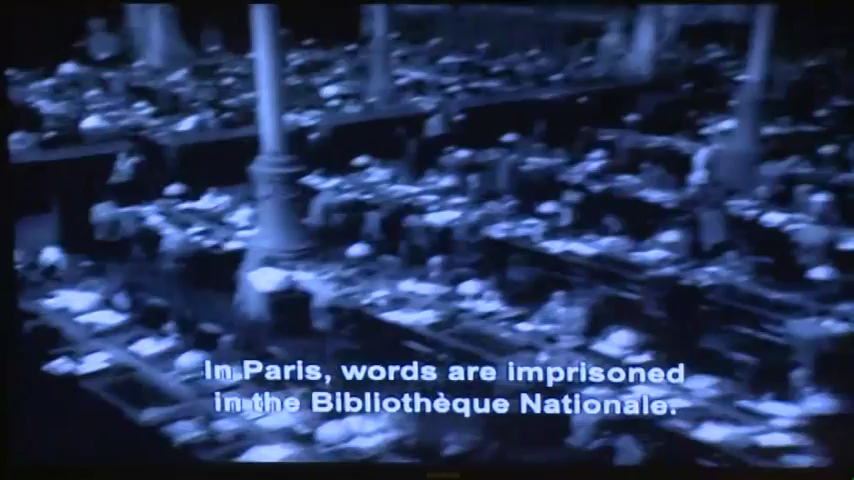 In Paris, words are imprisoned
in the Bibliothèque Nationale.